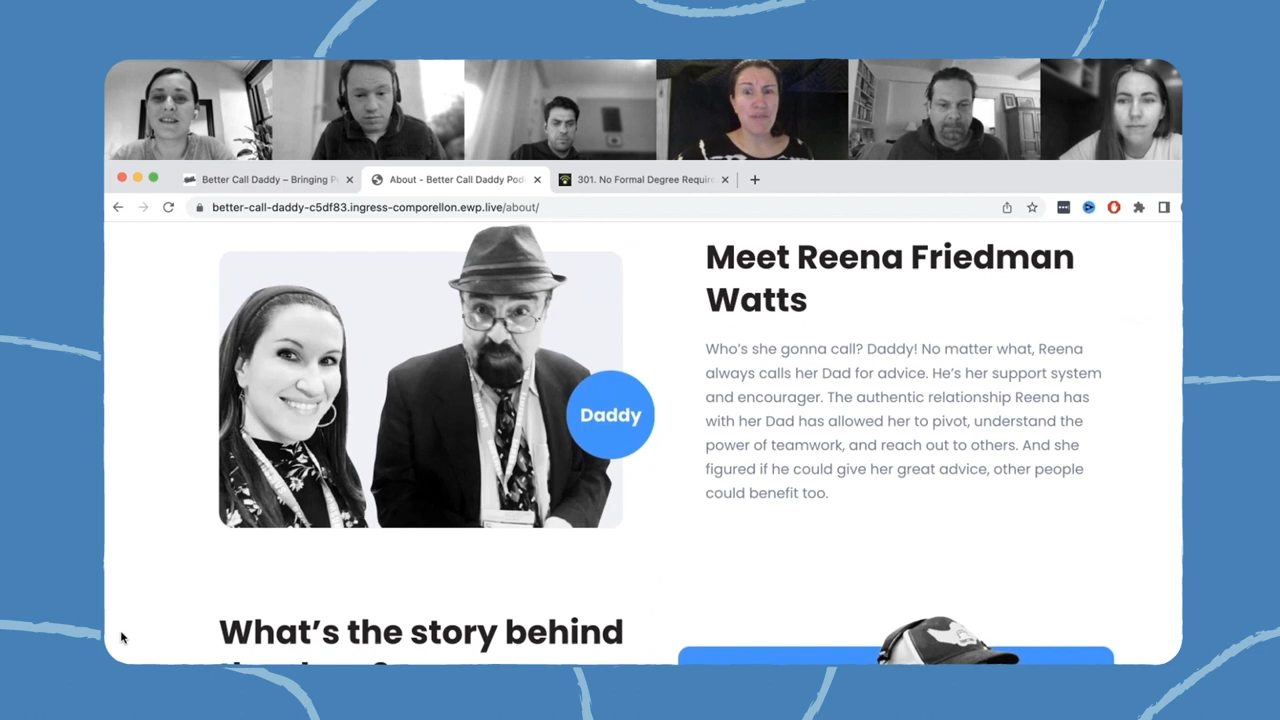 Better Call Daddy – Bringing P
About - Better Call Daddy Pod
301. No Formal Degree Require
better-call-daddy-c5df83.ingress-comporellon.ewp.live/about/
Meet Reena Friedman
Watts
Who’s she gonna call? Daddy! No matter what, Reena
always calls her Dad for advice. He’s her support system
and encourager. The authentic relationship Reena has
with her Dad has allowed her to pivot, understand the
power of teamwork, and reach out to others. And she
figured if he could give her great advice, other people
could benefit too.
Daddy
What’s the story behind